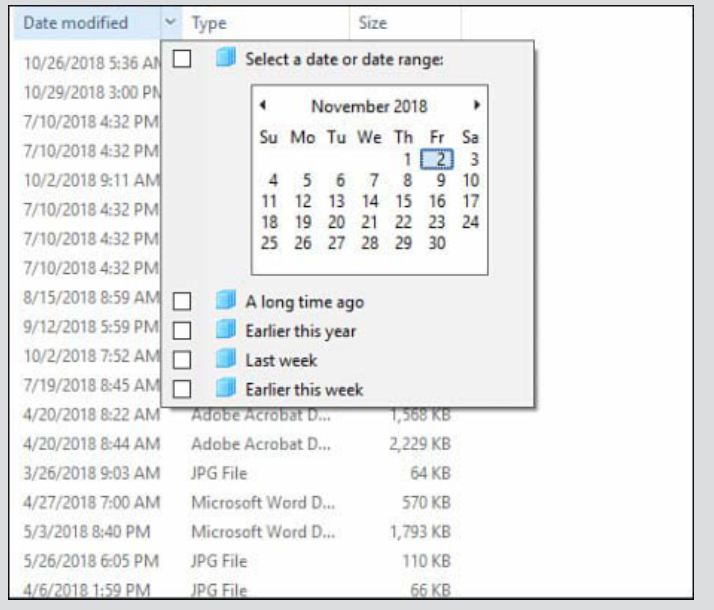 Date modified Type Size
10/26/2018 5:36 AM Select a date or date range:
10/29/2018 3:00 PM November 2018
7/10/2018 4:32 PM Su Mo Tu We Th Fr Sa
7/10/2018 4:32 PM 1 2 3
10/2/2018 9:11 AM 4 5 6 7 8 9 10
7/10/2018 4:32 PM 11 12 13 14 15 16 17
7/10/2018 4:32 PM 18 19 20 21 22 23 24
7/10/2018 4:32 PM 25 26 27 28 29 30
8/15/2018 8:59 AM A long time ago
9/12/2018 5:59 PM Earlier this year
10/2/2018 7:52 AM Last week
7/19/2018 8:45 AM Earlier this week
4/20/2018 8:22 AM Adobe Acrobat D... 1,568 KB
4/20/2018 8:44 AM Adobe Acrobat D... 2,229 KB
3/26/2018 9:03 AM JPG File 64 KB
4/27/2018 7:00 AM Microsoft Word D... 570 KB
5/3/2018 8:40 PM Microsoft Word D... 1,793 KB
5/26/2018 6:05 PM JPG File 110 KB
4/6/2018 1:59 PM JPG File 66 KB